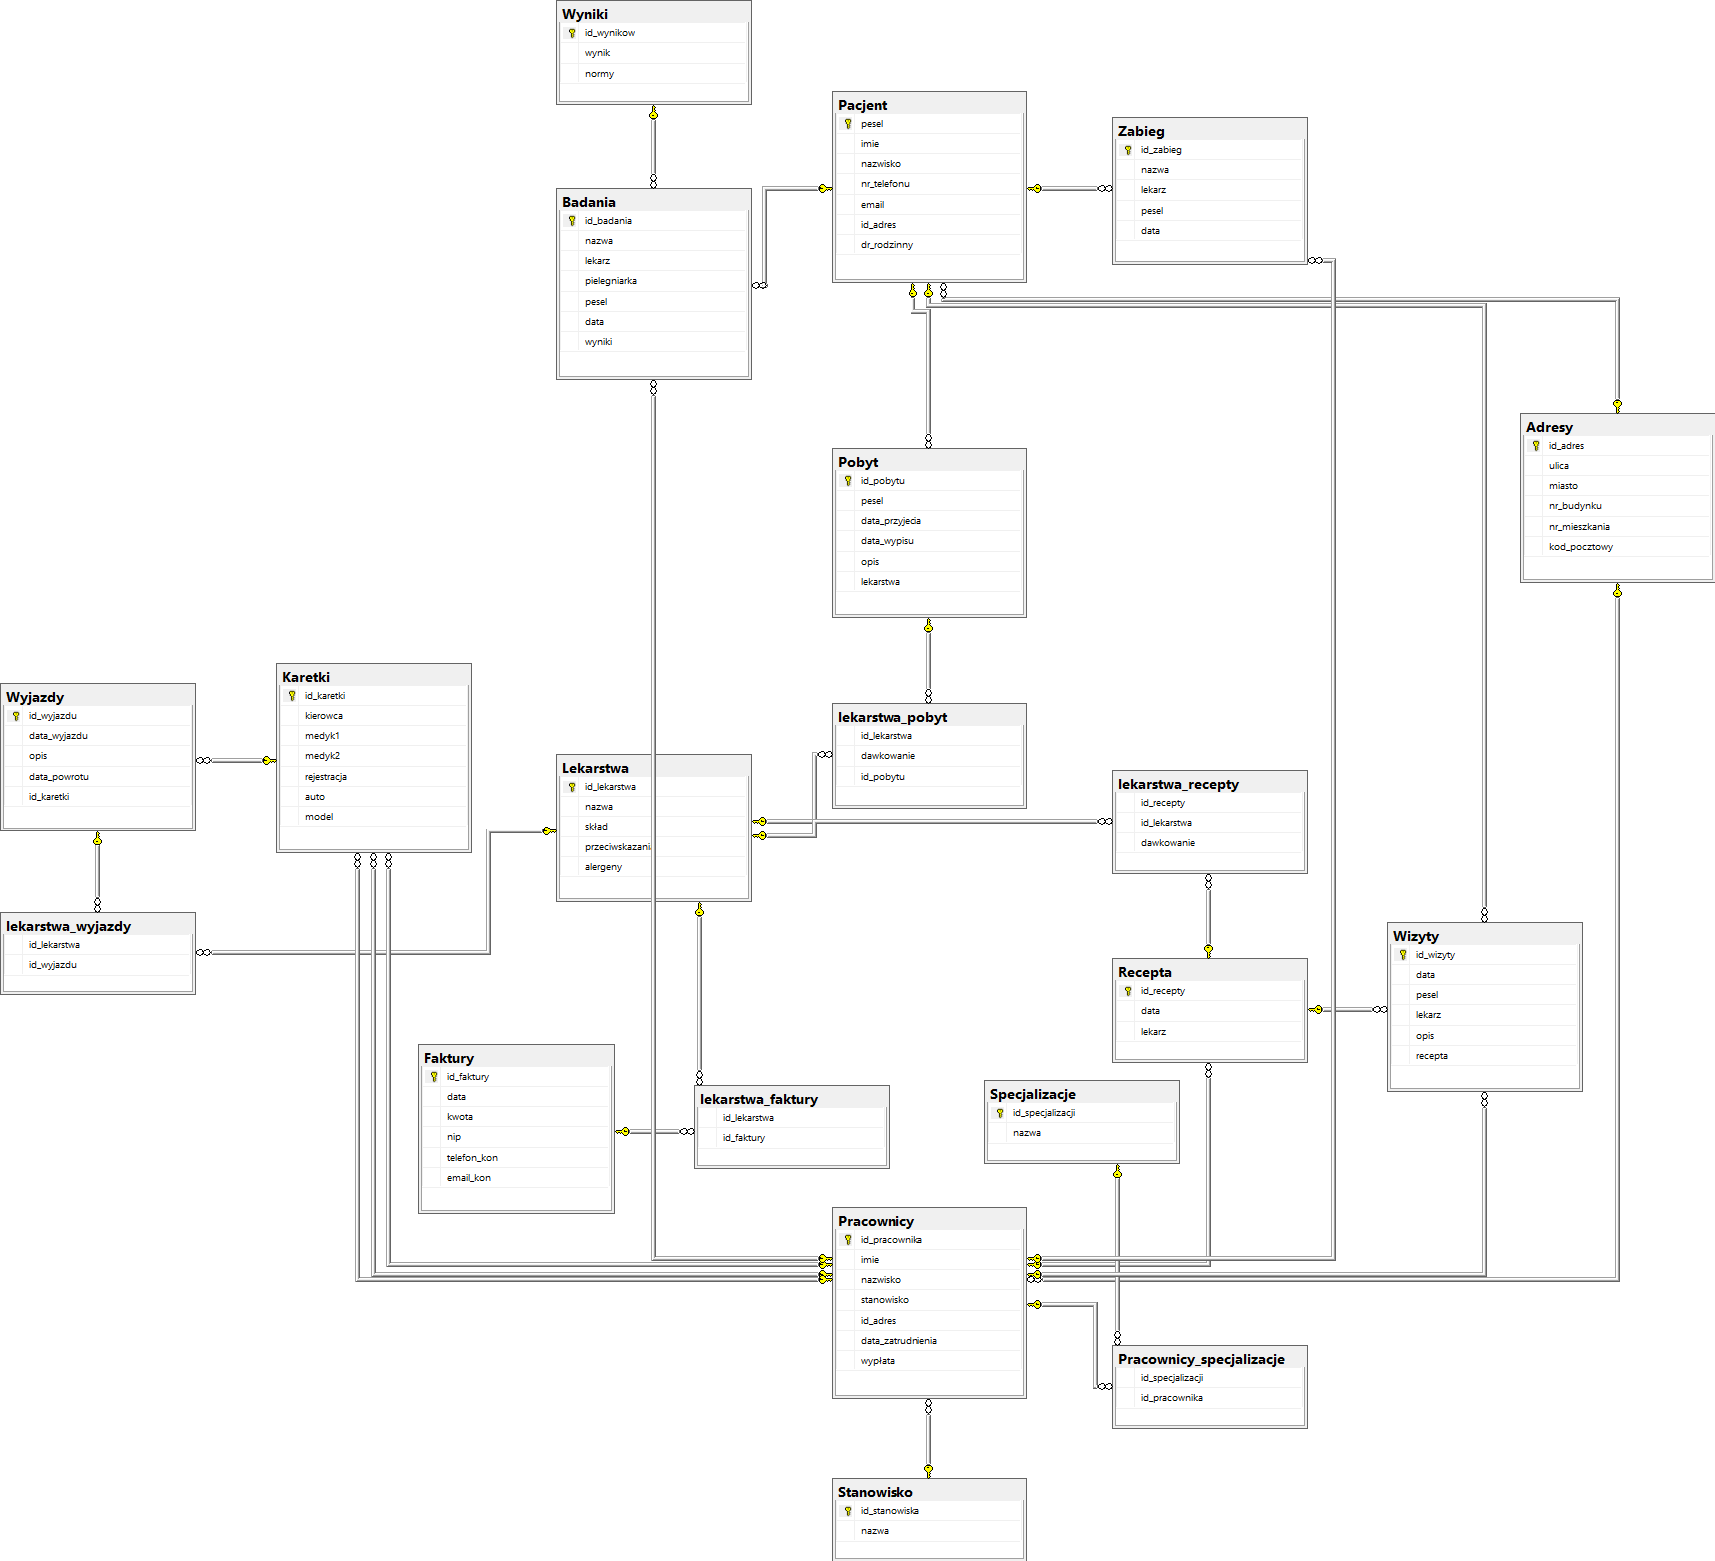 Wyniki
id_wynikow
wynik
normy
Pacjent
pesel
imie
nazwisko
nr_telefonu
email
id_adres
dr_rodzinny
Zabieg
id_zabieg
nazwa
lekarz
pesel
data
Badania
id_badania
nazwa
lekarz
pielegniarka
pesel
data
wyniki
Adresy
id_adres
ulica
miasto
nr_budynku
nr_mieszkania
kod_pocztowy
Pobyt
id_pobytu
pesel
data_przyjecia
data_wypisu
opis
lekarstwa
Karetki
id_karetki
kierowca
medyk1
medyk2
rejestracja
auto
model
Wyjazdy
id_wyjazdu
data_wyjazdu
opis
data_powrotu
id_karetki
lekarstwa_pobyt
id_lekarstwa
dawkowanie
id_pobytu
Lekarstwa
id_lekarstwa
nazwa
skład
przeciwskazani
alergeny
lekarstwa_recepty
id_recepty
id_lekarstwa
dawkowanie
lekarstwa_wyjazdy
id_lekarstwa
id_wyjazdu
Wizyty
id_wizyty
data
pesel
lekarz
opis
recepta
Recepta
id_recepty
data
lekarz
Faktury
id_faktury
data
kwota
nip
telefon_kon
email_kon
lekarstwa_faktury
id_lekarstwa
id_faktury
Specjalizacje
id_specjalizacji
nazwa
Pracownicy
id_pracownika
imie
nazwisko
stanowisko
id_adres
data_zatrudnienia
wypłata
Pracownicy_specjalizacje
id_specjalizacji
id_pracownika
Stanowisko
id_stanowiska
nazwa